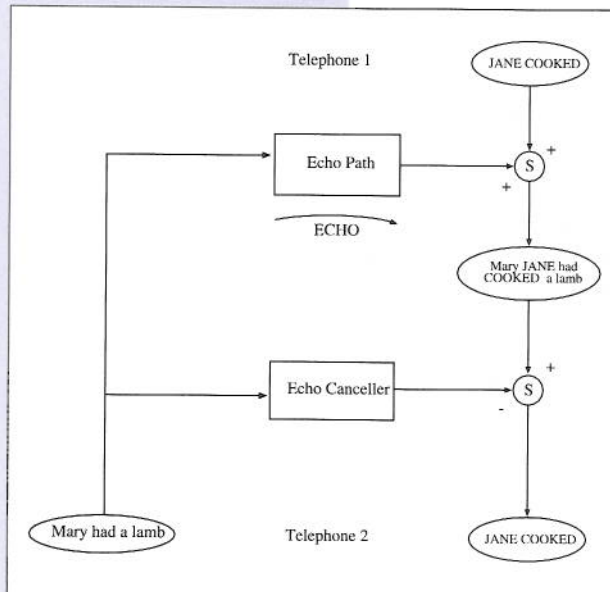 Telephone 1
JANE COOKED
Echo Path
S
+
+
ECHO
Mary JANE had
COOKED a lamb
Echo Canceller
S
+
-
Mary had a lamb
Telephone 2
JANE COOKED